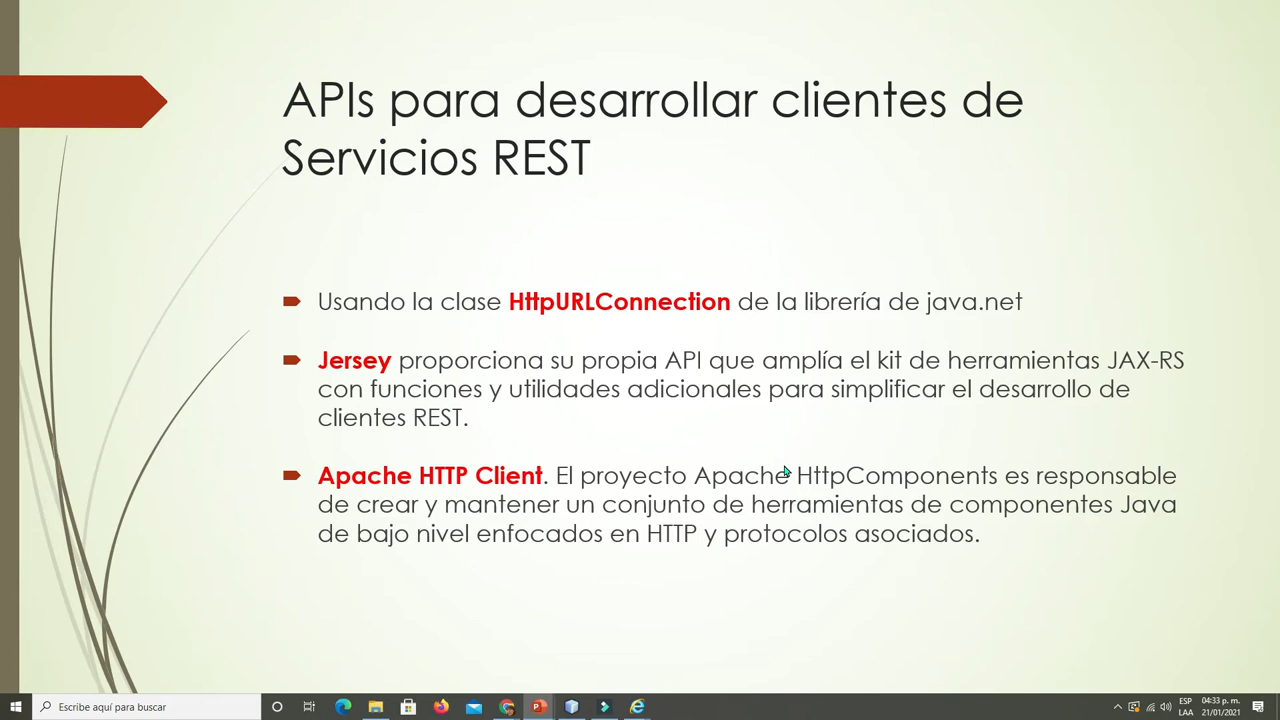 APIs para desarrollar clientes de
Servicios REST
Usando la clase HttpURLConnection de la librería de java.net
Jersey proporciona su propia API que amplía el kit de herramientas JAX-RS
con funciones y utilidades adicionales para simplificar el desarrollo de
clientes REST.
Apache HTTP Client. El proyecto Apache HttpComponents es responsable
de crear y mantener un conjunto de herramientas de componentes Java
de bajo nivel enfocados en HTTP y protocolos asociados.
Escribe aquí para buscar
ESP
LAA
04:33 p. m.
21/01/2021